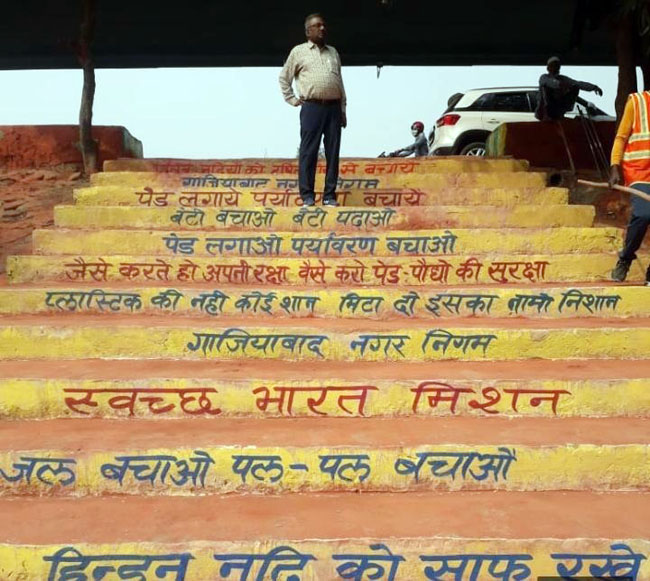 बचाये
गाजियाबाद नगर निगम
पेड लगाये पर्यावरण बचाये
बेटी बचाओ बेटी पढाओ
पेड लगाओ पर्यावरण बचाओ
जैसे करते हो अपनी रक्षा वैसे करो पेड़-पौधो की सुरक्षा
प्लास्टिक की नही कोई शान मिटा दो इसका नामो निशान
गाजियाबाद नगर निगम
स्वच्छ भारत मिशन
जल बचाओ पल-पल बचाओ
हिन्डन नदि को साफ रखे